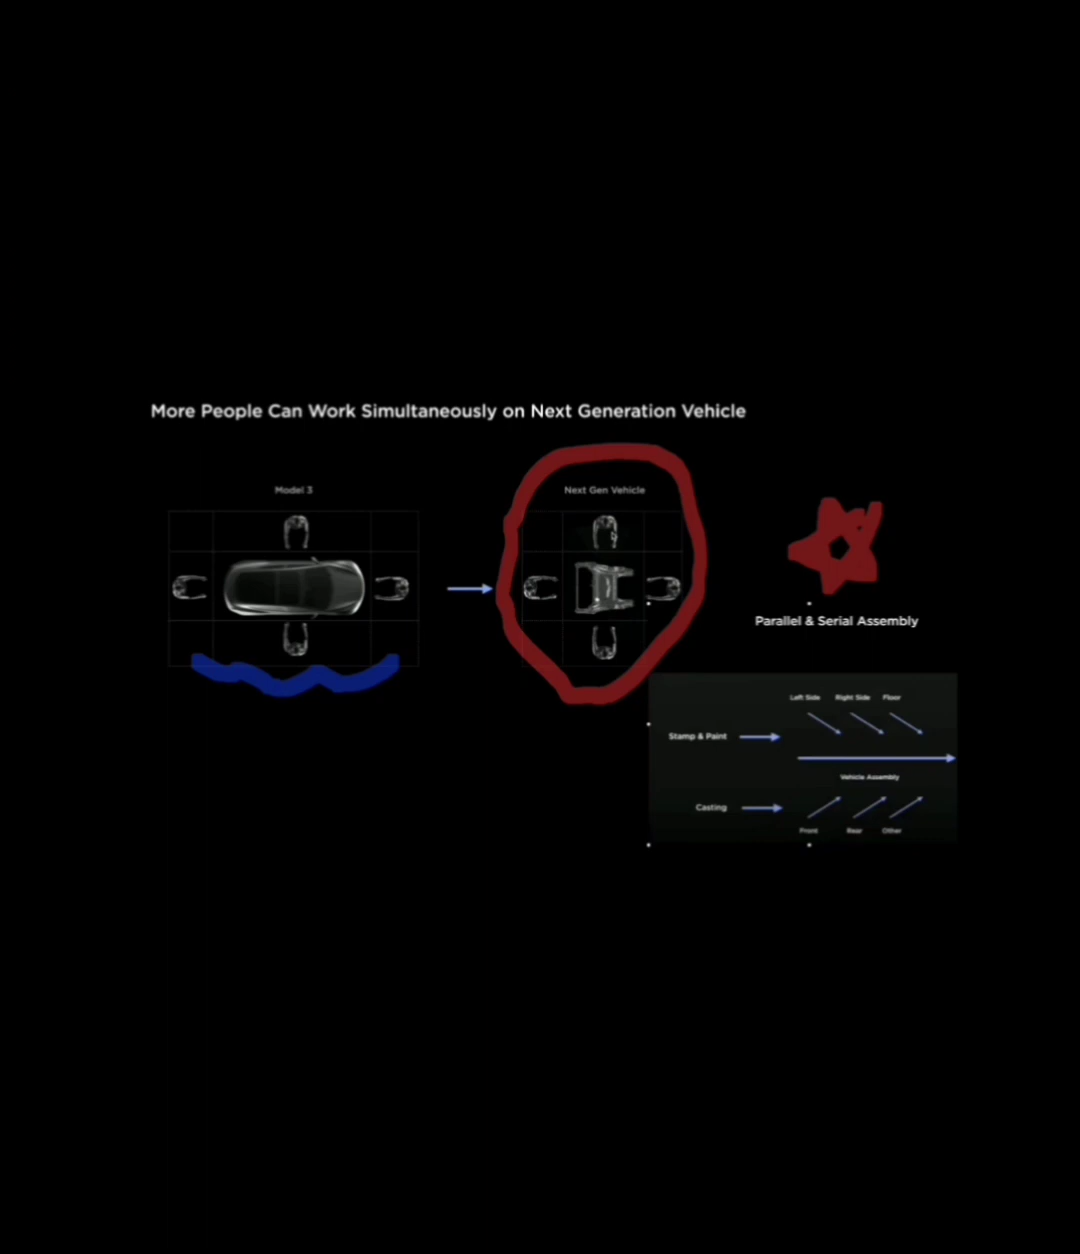 More People Can Work Simultaneously on Next Generation Vehicle
Model 3
Next Gen Vehicle
Parallel & Serial Assembly
Left Side Right Side Floor
Stamp & Paint
Vehicle Assembly
Casting
Front Rear Other